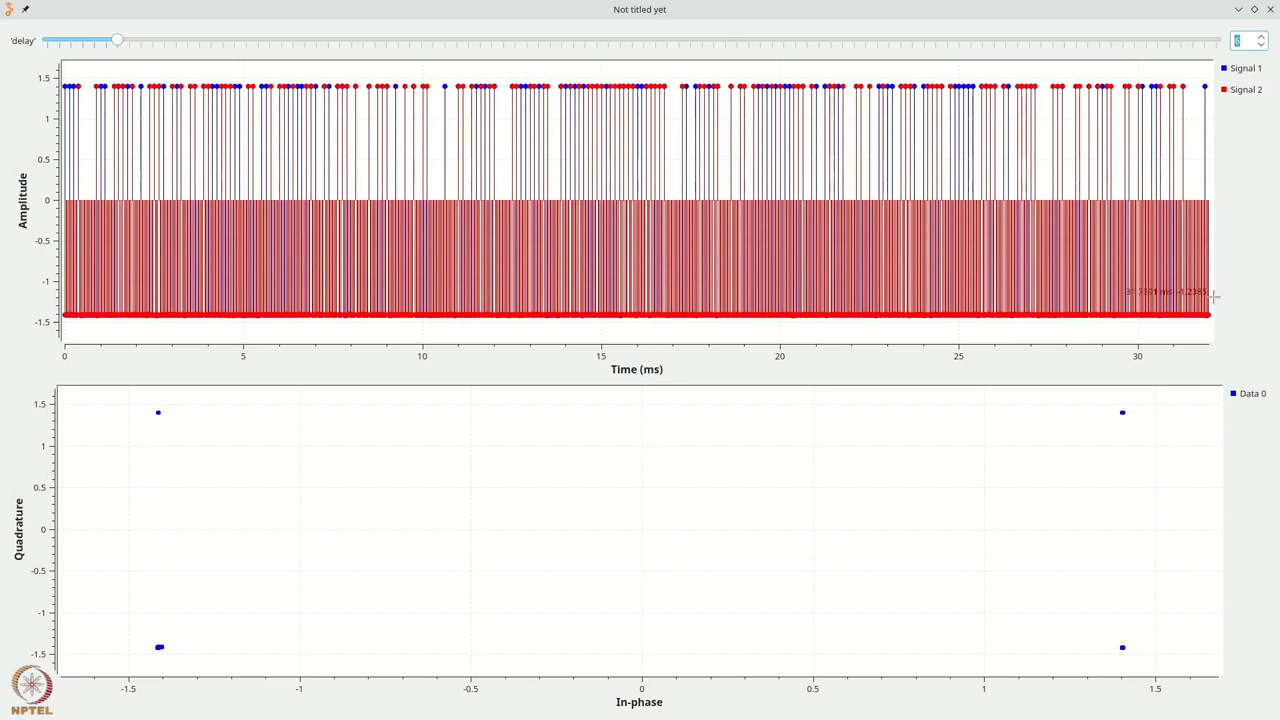 Not titled yet
'delay'
6
Signal 1
Signal 2
1.5
1
0.5
0
-0.5
-1
-1.5
Amplitude
0
5
10
15
20
25
30
Time (ms)
Data 0
1.5
1
0.5
0
-0.5
-1
-1.5
Quadrature
-1.5
-1
-0.5
0
0.5
1
1.5
In-phase
NPTEL